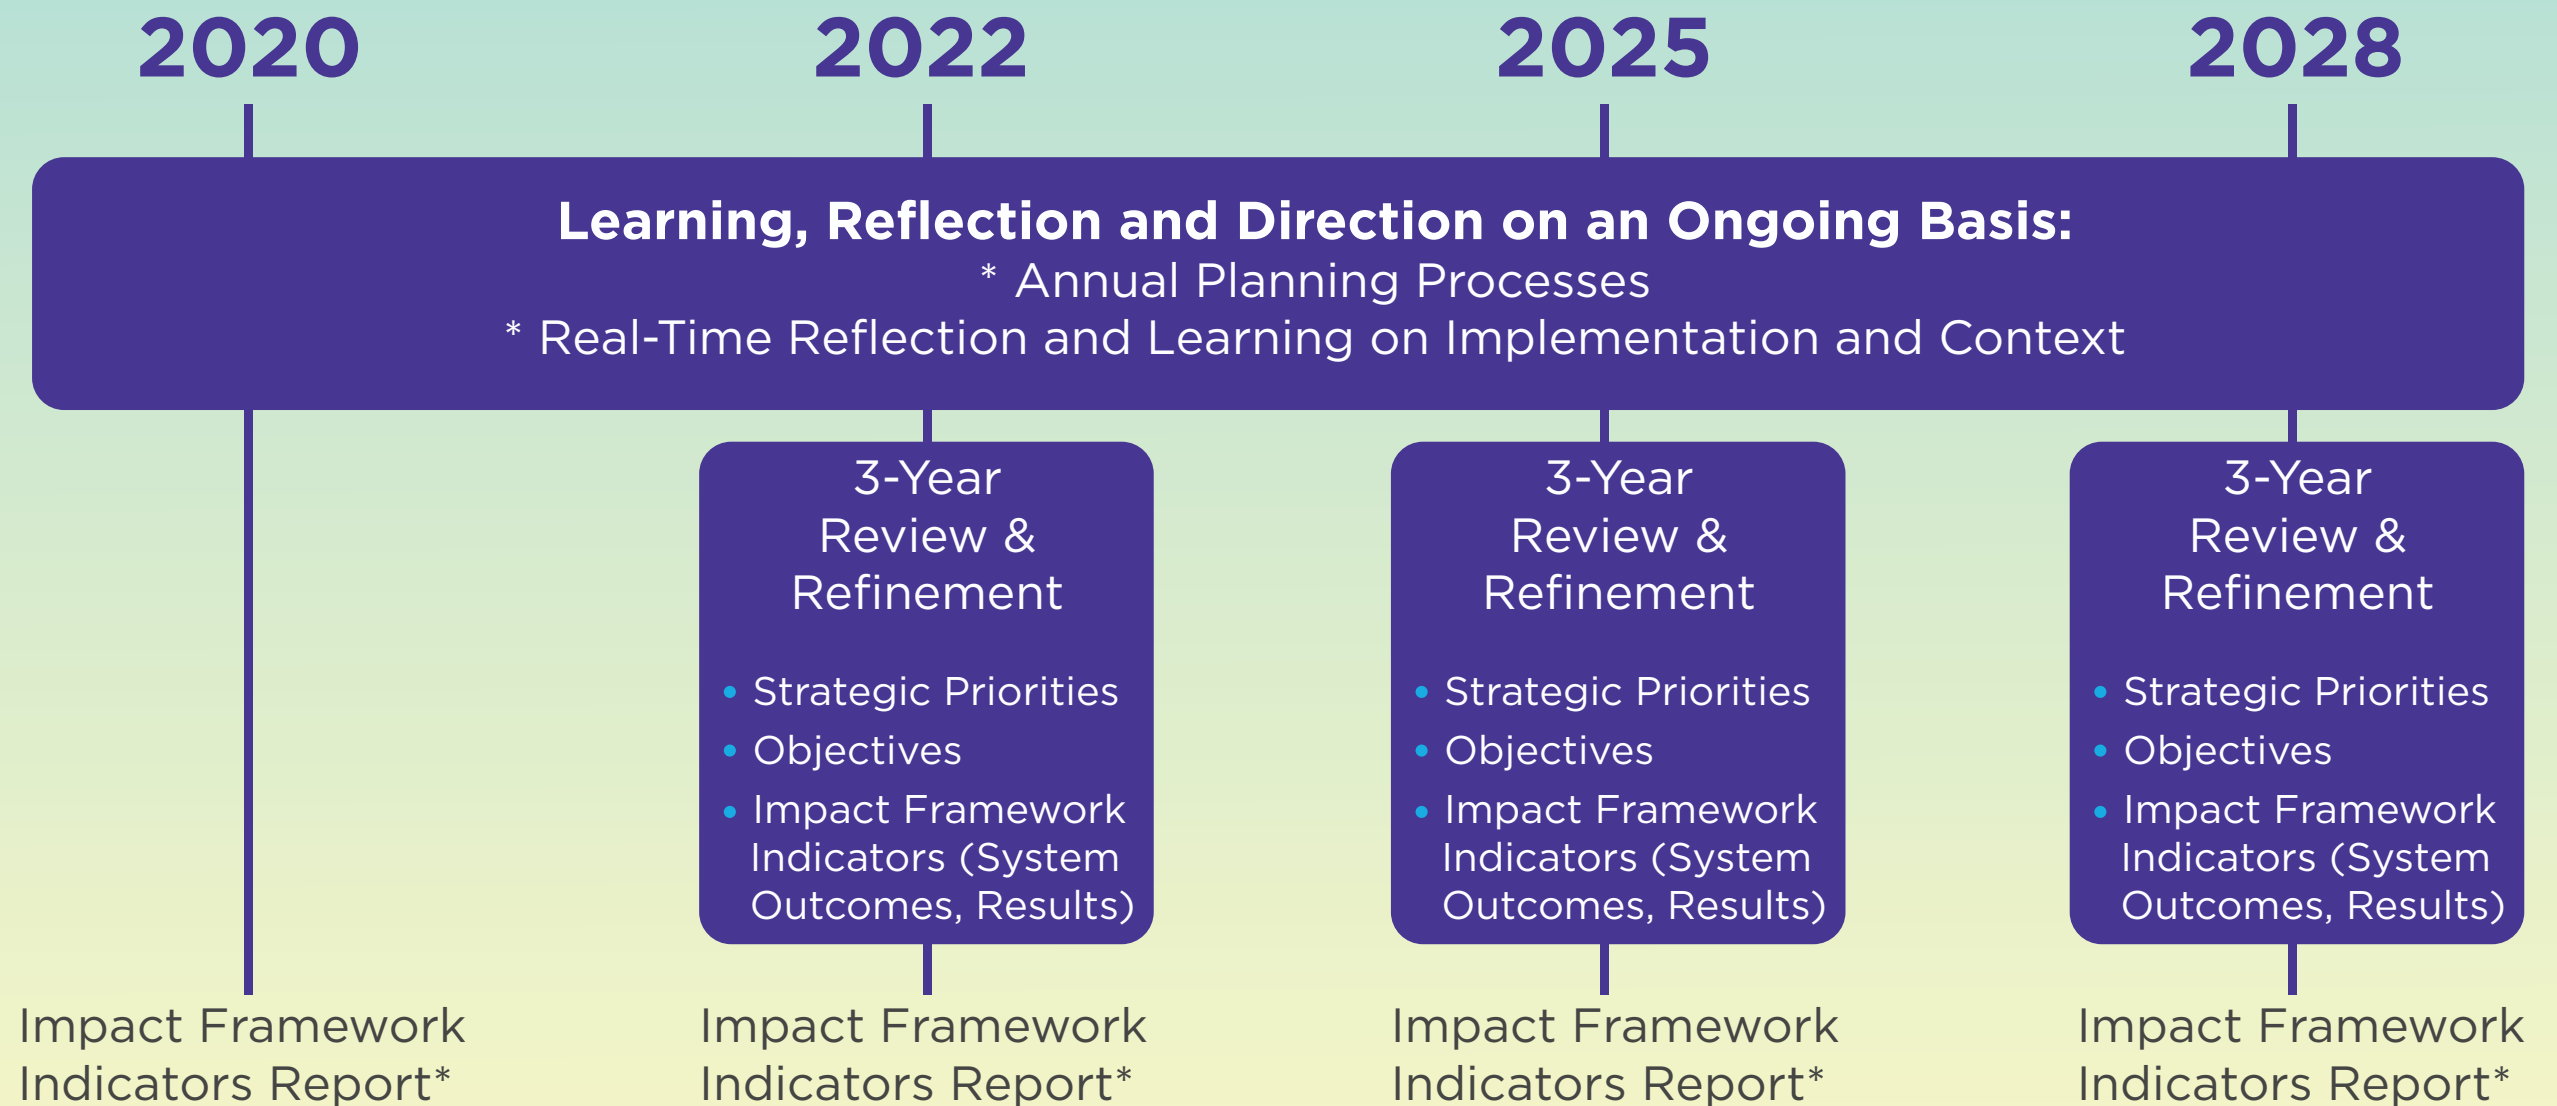 2020
2022
2025
2028
Learning, Reflection and Direction on an Ongoing Basis:
* Annual Planning Processes
* Real-Time Reflection and Learning on Implementation and Context
3-Year
Review &
Refinement
• Strategic Priorities
• Objectives
• Impact Framework
Indicators (System
Outcomes, Results)
3-Year
Review &
Refinement
• Strategic Priorities
• Objectives
• Impact Framework
Indicators (System
Outcomes, Results)
3-Year
Review &
Refinement
• Strategic Priorities
• Objectives
• Impact Framework
Indicators (System
Outcomes, Results)
Impact Framework
Indicators Report*
Impact Framework
Indicators Report*
Impact Framework
Indicators Report*
Impact Framework
Indicators Report*